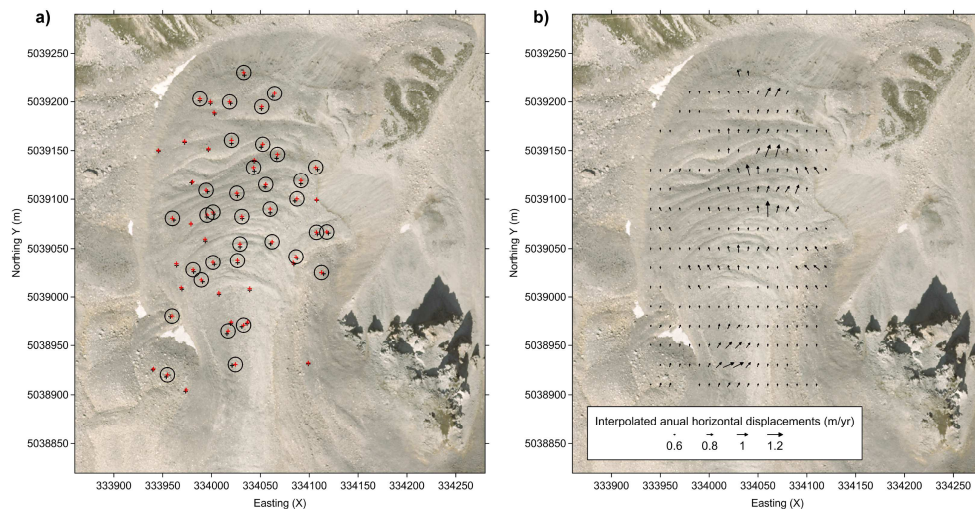 a)
b)
5039250
5039200
5039150
5039100
5039050
5039000
5038950
5038900
5038850
Northing Y (m)
333900 333950 334000 334050 334100 334150 334200 334250
Easting (X)
5039250
5039200
5039150
5039100
5039050
5039000
5038950
5038900
5038850
Northing Y (m)
Interpolated anual horizontal displacements (m/yr)
0.6 0.8 1 1.2
333900 333950 334000 334050 334100 334150 334200 334250
Easting (X)